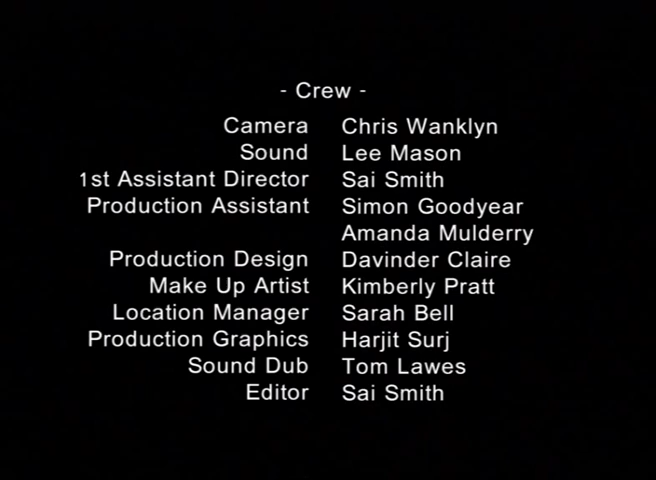 - Crew -
Camera Chris Wanklyn
Sound Lee Mason
1st Assistant Director Sai Smith
Production Assistant Simon Goodyear
Amanda Mulderry
Production Design Davinder Claire
Make Up Artist Kimberly Pratt
Location Manager Sarah Bell
Production Graphics Harjit Surj
Sound Dub Tom Lawes
Editor Sai Smith